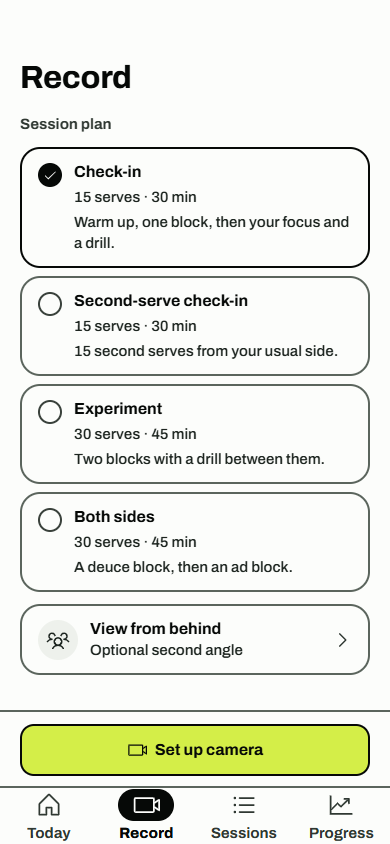 Record
Session plan
Check-in
15 serves · 30 min
Warm up, one block, then your focus and
a drill.
Second-serve check-in
15 serves · 30 min
15 second serves from your usual side.
Experiment
30 serves · 45 min
Two blocks with a drill between them.
Both sides
30 serves · 45 min
A deuce block, then an ad block.
View from behind
Optional second angle
Set up camera
Today
Record
Sessions
Progress